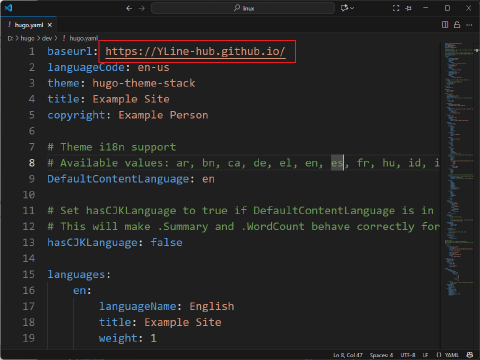 linux
hugo.yaml
D: > hugo > dev > hugo.yaml
1 baseurl: https://YLine-hub.github.io/
2 languageCode: en-us
3 theme: hugo-theme-stack
4 title: Example Site
5 copyright: Example Person
6
7 # Theme i18n support
8 # Available values: ar, bn, ca, de, el, en, es, fr, hu, id, i
9 DefaultContentLanguage: en
10
11 # Set hasCJKLanguage to true if DefaultContentLanguage is in
12 # This will make .Summary and .WordCount behave correctly for
13 hasCJKLanguage: false
14
15 languages:
16 en:
17 languageName: English
18 title: Example Site
19 weight: 1
Ln 8, Col 47 Spaces: 4 UTF-8 LF {} YAML